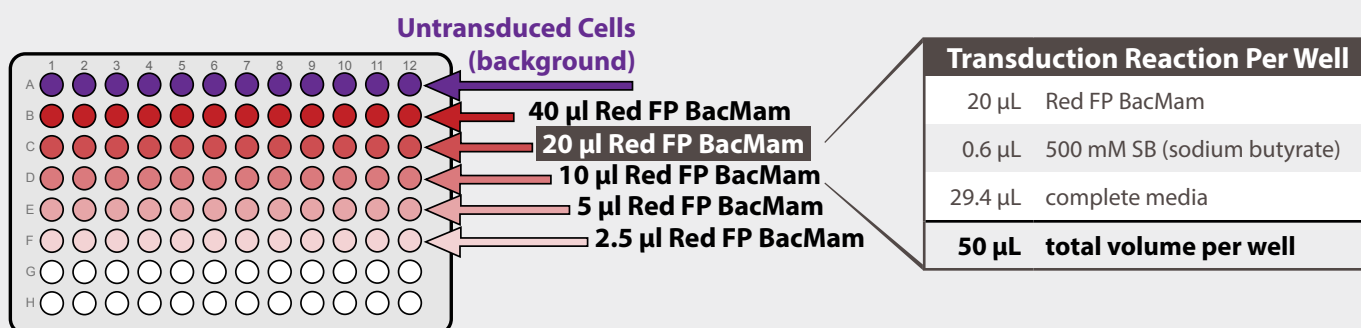 Untransduced Cells
(background)
1 2 3 4 5 6 7 8 9 10 11 12
A
B
C
D
E
F
G
H
40 µl Red FP BacMam
20 µl Red FP BacMam
10 µl Red FP BacMam
5 µl Red FP BacMam
2.5 µl Red FP BacMam
Transduction Reaction Per Well
20 µL Red FP BacMam
0.6 µL 500 mM SB (sodium butyrate)
29.4 µL complete media
50 µL total volume per well